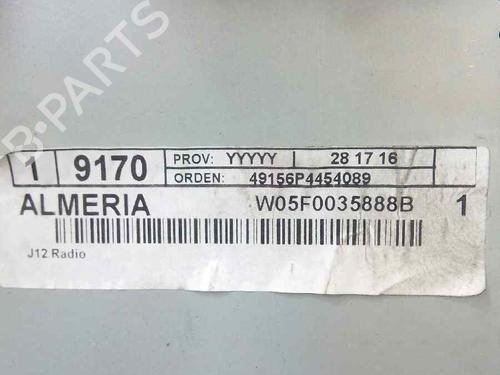 1 9170 PROV: YYYYY 28 17 16
ORDEN: 49156P4454089
ALMERIA W05F0035888B 1
J12.Radio
B-Parts